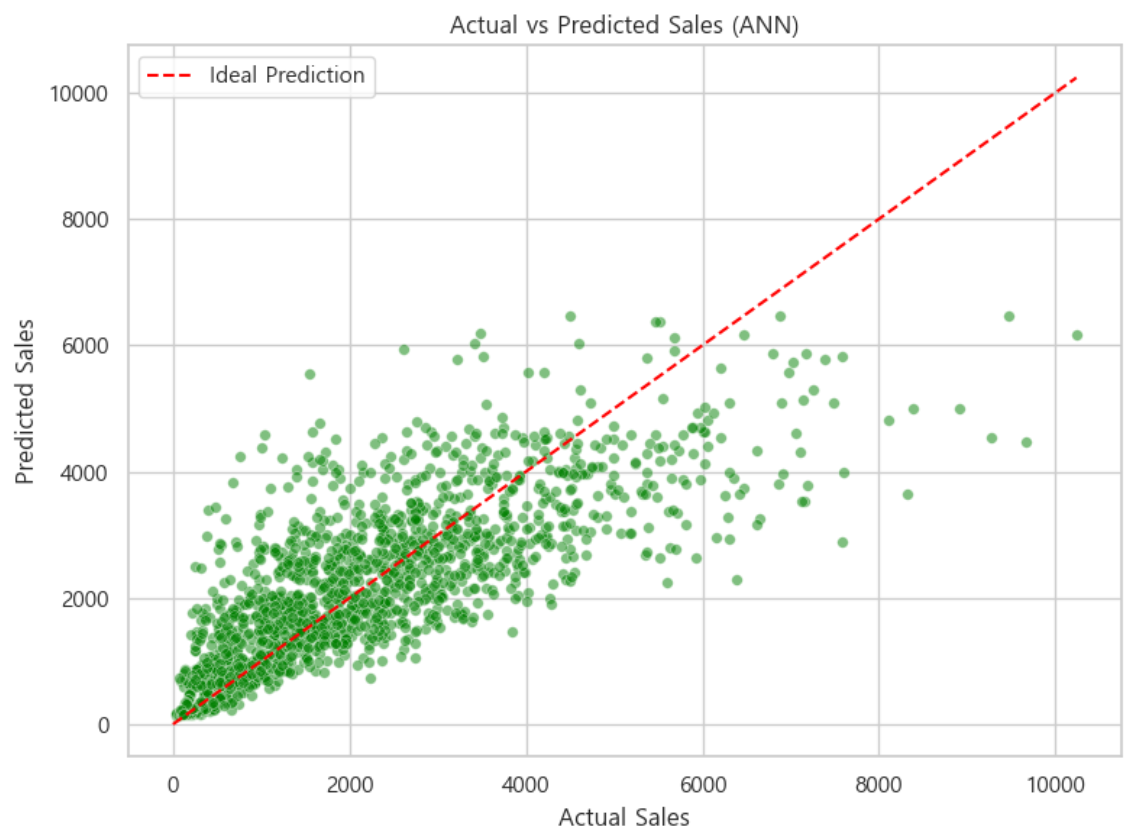 Actual vs Predicted Sales (ANN)
Ideal Prediction
Predicted Sales
10000
8000
6000
4000
2000
0
0 2000 4000 6000 8000 10000
Actual Sales